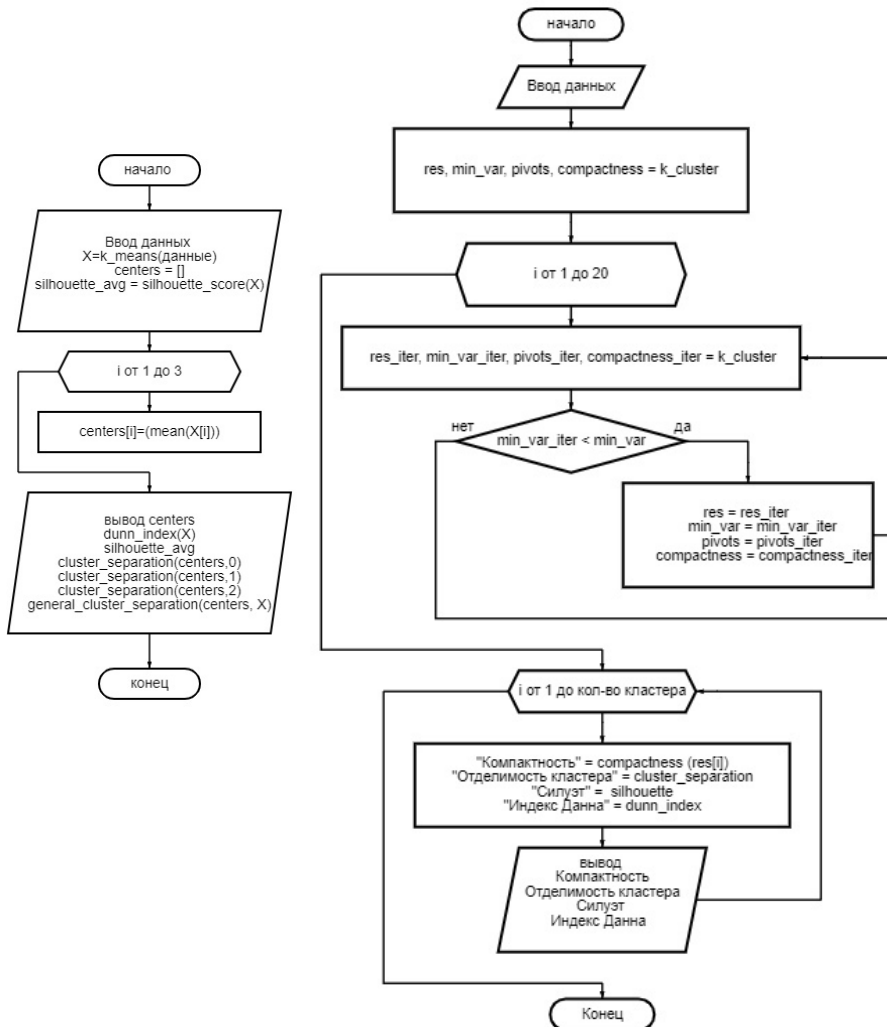 начало
Ввод данных
X=k_means(данные)
centers = []
silhouette_avg = silhouette_score(X)
i от 1 до 3
centers[i]=(mean(X[i]))
вывод centers
dunn_index(X)
silhouette_avg
cluster_separation(centers,0)
cluster_separation(centers,1)
cluster_separation(centers,2)
general_cluster_separation(centers, X)
конец
начало
Ввод данных
res, min_var, pivots, compactness = k_cluster
i от 1 до 20
res_iter, min_var_iter, pivots_iter, compactness_iter = k_cluster
нет
min_var_iter < min_var
да
res = res_iter
min_var = min_var_iter
pivots = pivots_iter
compactness = compactness_iter
i от 1 до кол-во кластера
"Компактность" = compactness (res[i])
"Отделимость кластера" = cluster_separation
"Силуэт" = silhouette
"Индекс Данна" = dunn_index
вывод
Компактность
Отделимость кластера
Силуэт
Индекс Данна
Конец